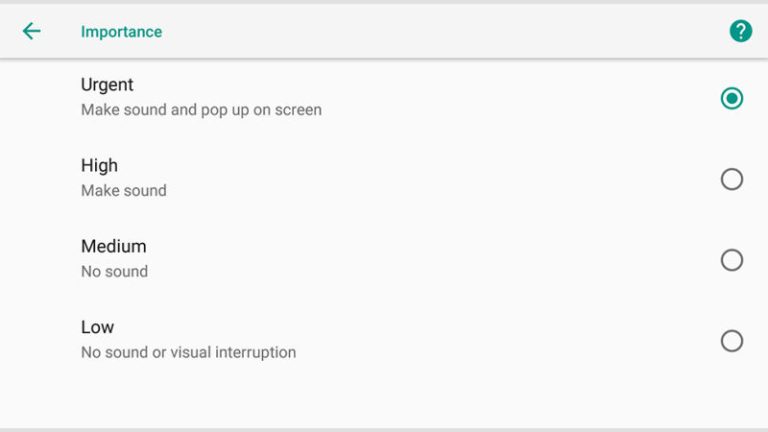 Importance
?
Urgent
Make sound and pop up on screen
High
Make sound
Medium
No sound
Low
No sound or visual interruption